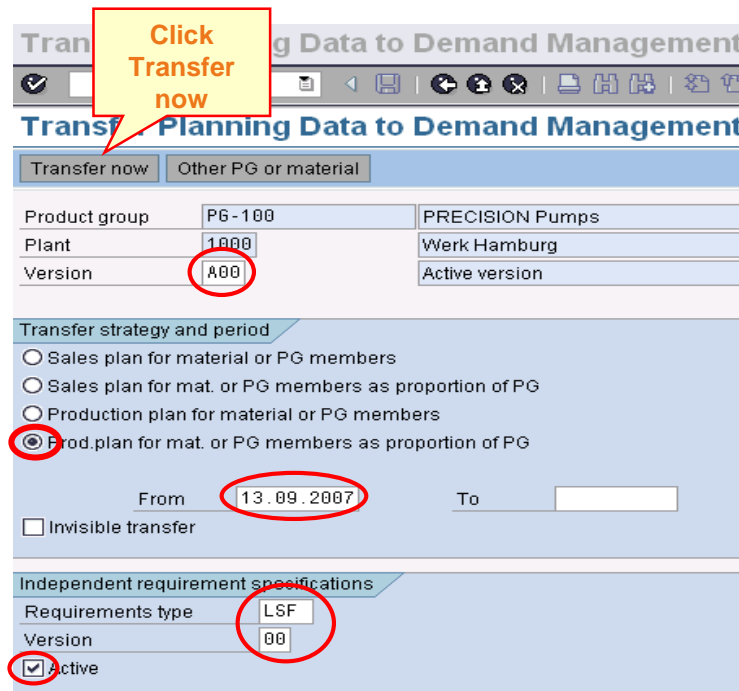 Click
Transfer
now
Tran g Data to Demand Management
Transfer Planning Data to Demand Management
Transfer now Other PG or material
Product group PG-100 PRECISION Pumps
Plant 1000 Werk Hamburg
Version A00 Active version
Transfer strategy and period
Sales plan for material or PG members
Sales plan for mat. or PG members as proportion of PG
Production plan for material or PG members
Prod.plan for mat. or PG members as proportion of PG
From 13.09.2007 To
Invisible transfer
Independent requirement specifications
Requirements type LSF
Version 00
Active